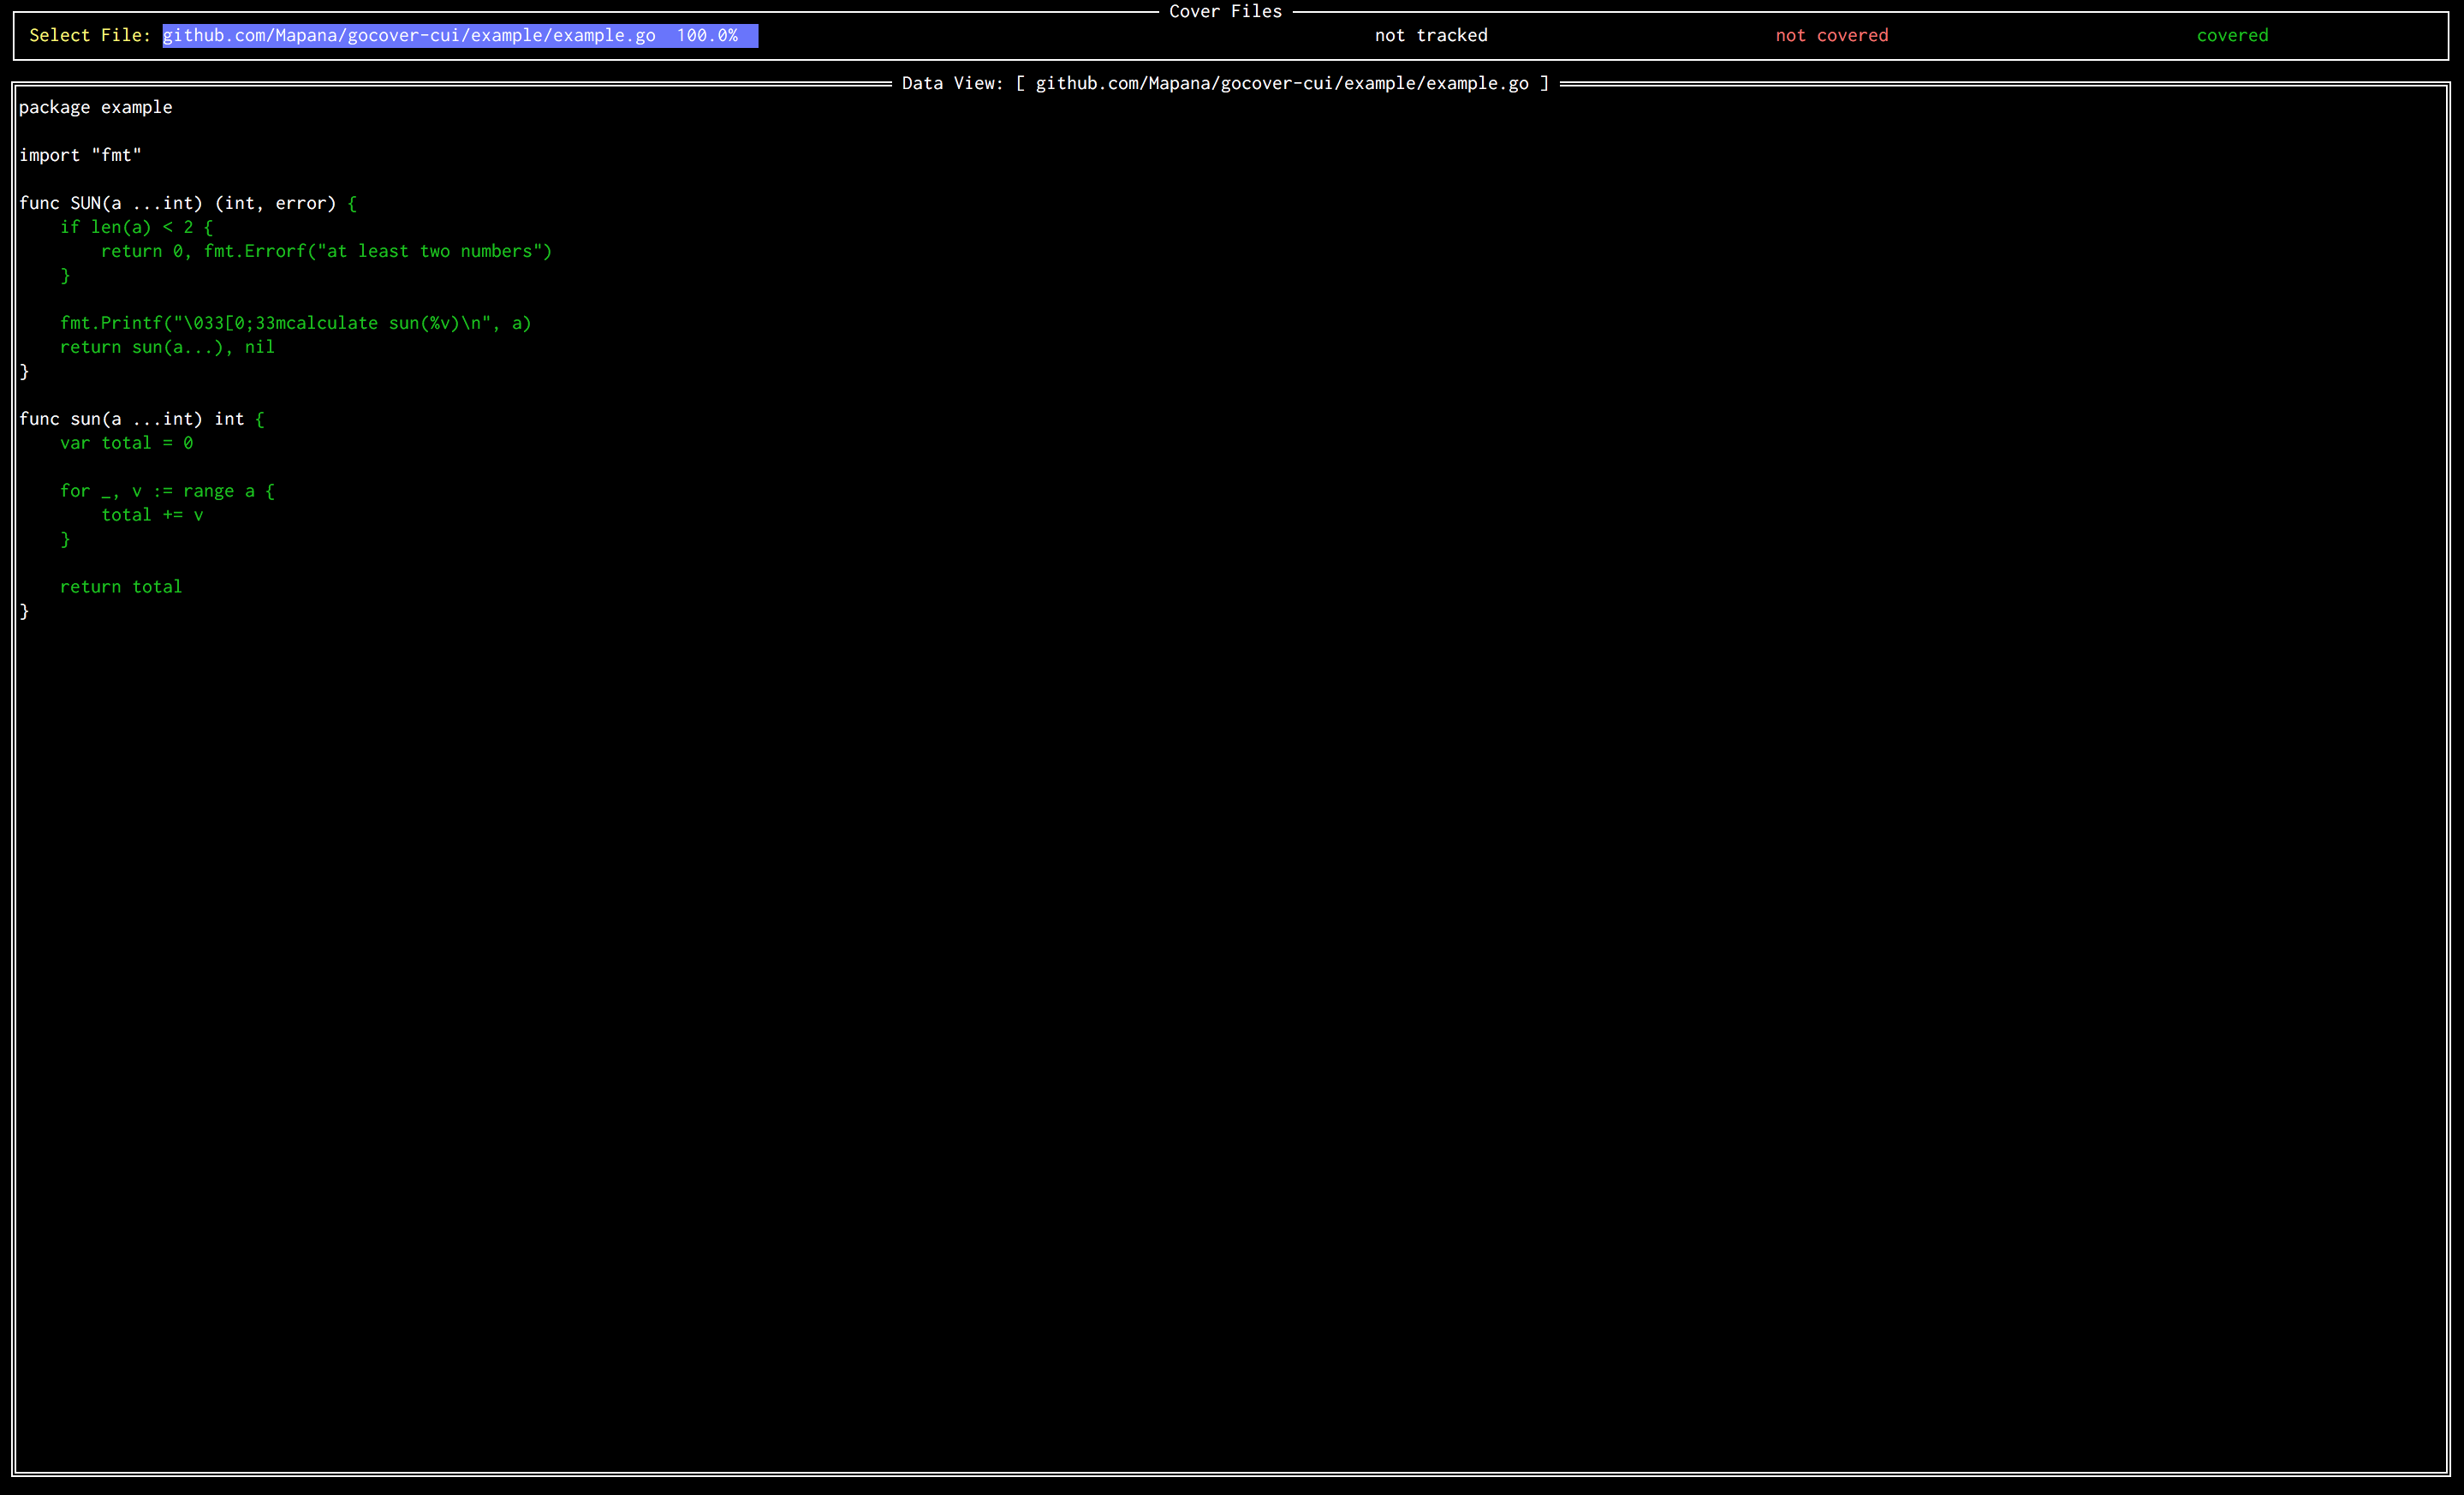 Cover Files
Select File: github.com/Mapana/gocover-cui/example/example.go  100.0%  not tracked  not covered  covered
Data View: [ github.com/Mapana/gocover-cui/example/example.go ]
package example
import "fmt"
func SUN(a ...int) (int, error) {
    if len(a) < 2 {
        return 0, fmt.Errorf("at least two numbers")
    }
    fmt.Printf("\033[0;33mcalculate sun(%v)\n", a)
    return sun(a...), nil
}
func sun(a ...int) int {
    var total = 0
    for _, v := range a {
        total += v
    }
    return total
}